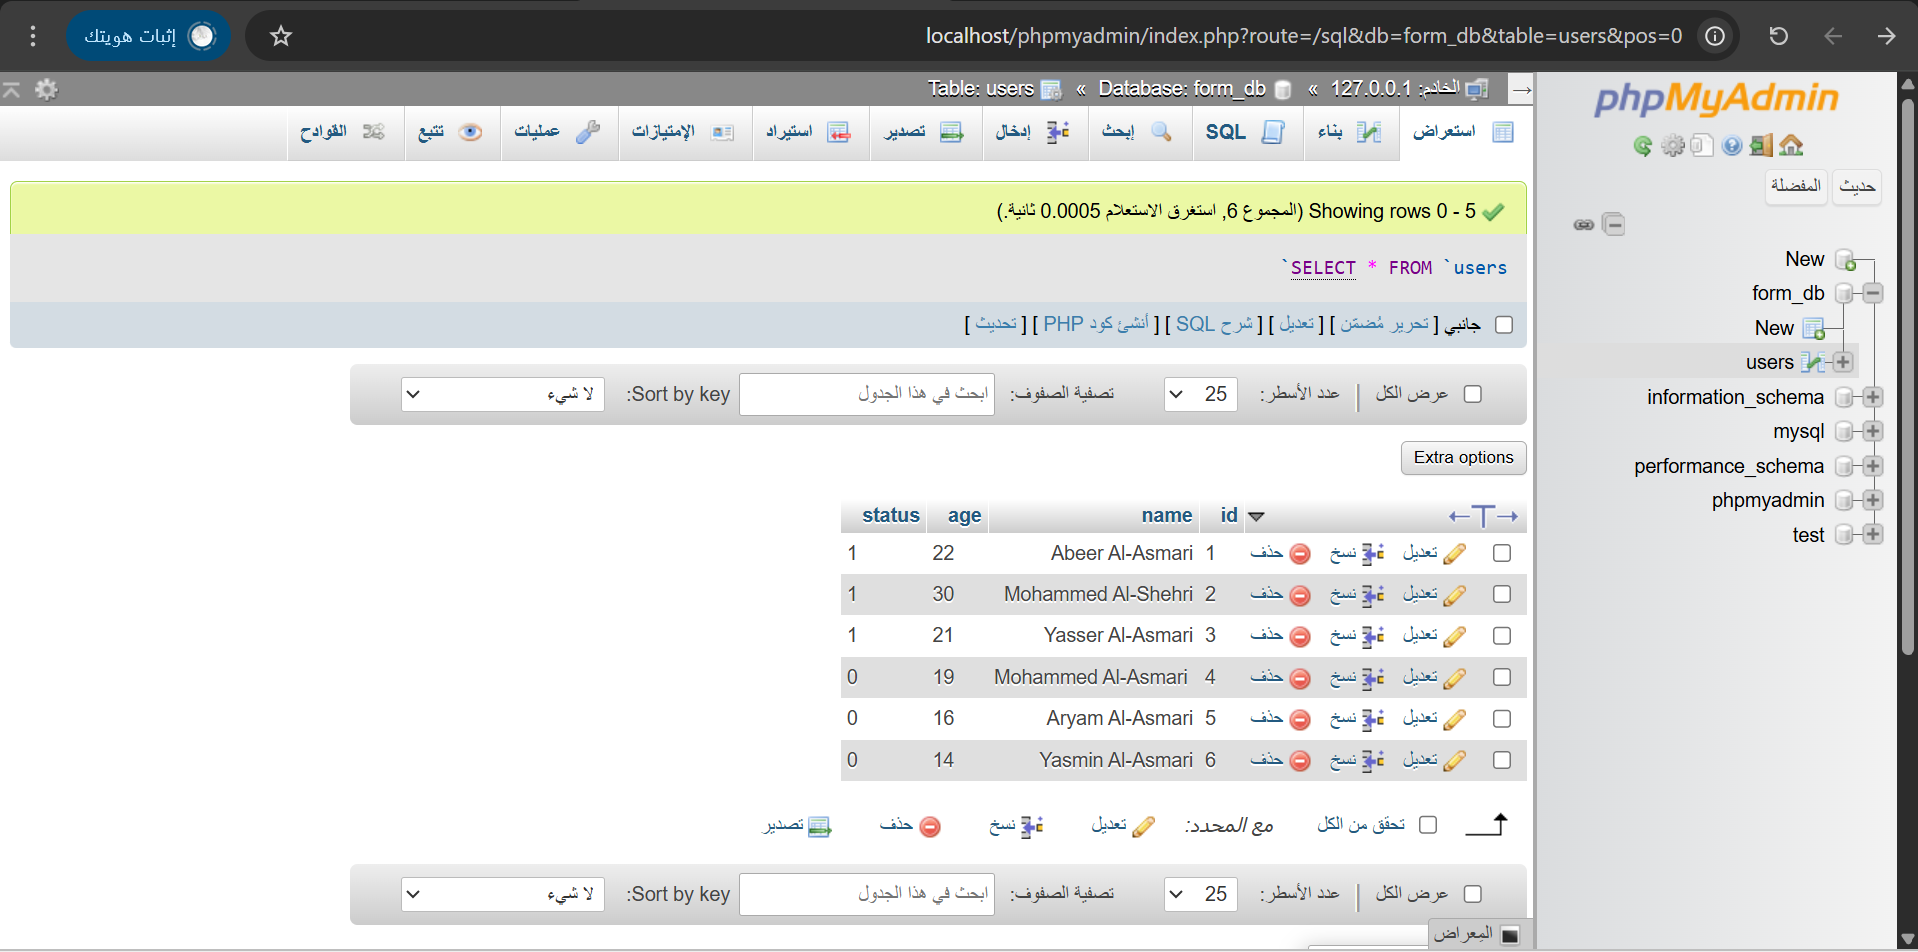 إثبات هويتك
localhost/phpmyadmin/index.php?route=/sql&db=form_db&table=users&pos=0
phpMyAdmin
حديث
المفضلة
New
form_db
New
users
information_schema
mysql
performance_schema
phpmyadmin
test
الخادم: 127.0.0.1 » Database: form_db » Table: users
استعراض بناء SQL إبحث إدخال تصدير استيراد الإمتيازات عمليات تتبع القوادح
Showing rows 0 - 5 (المجموع 6, استغرق الاستعلام 0.0005 ثانية.)
SELECT * FROM `users`
جانبي [ تحرير مُضمّن ] [ تعديل ] [ شرح SQL ] [ أنشئ كود PHP ] [ تحديث ]
عرض الكل | عدد الأسطر: 25 تصفية الصفوف: ابحث في هذا الجدول Sort by key: لا شيء
Extra options
id name age status
تعديل نسخ حذف 1 Abeer Al-Asmari 22 1
تعديل نسخ حذف 2 Mohammed Al-Shehri 30 1
تعديل نسخ حذف 3 Yasser Al-Asmari 21 1
تعديل نسخ حذف 4 Mohammed Al-Asmari 19 0
تعديل نسخ حذف 5 Aryam Al-Asmari 16 0
تعديل نسخ حذف 6 Yasmin Al-Asmari 14 0
تحقق من الكل مع المحدد: تعديل نسخ حذف تصدير
عرض الكل | عدد الأسطر: 25 تصفية الصفوف: ابحث في هذا الجدول Sort by key: لا شيء
المِعراض